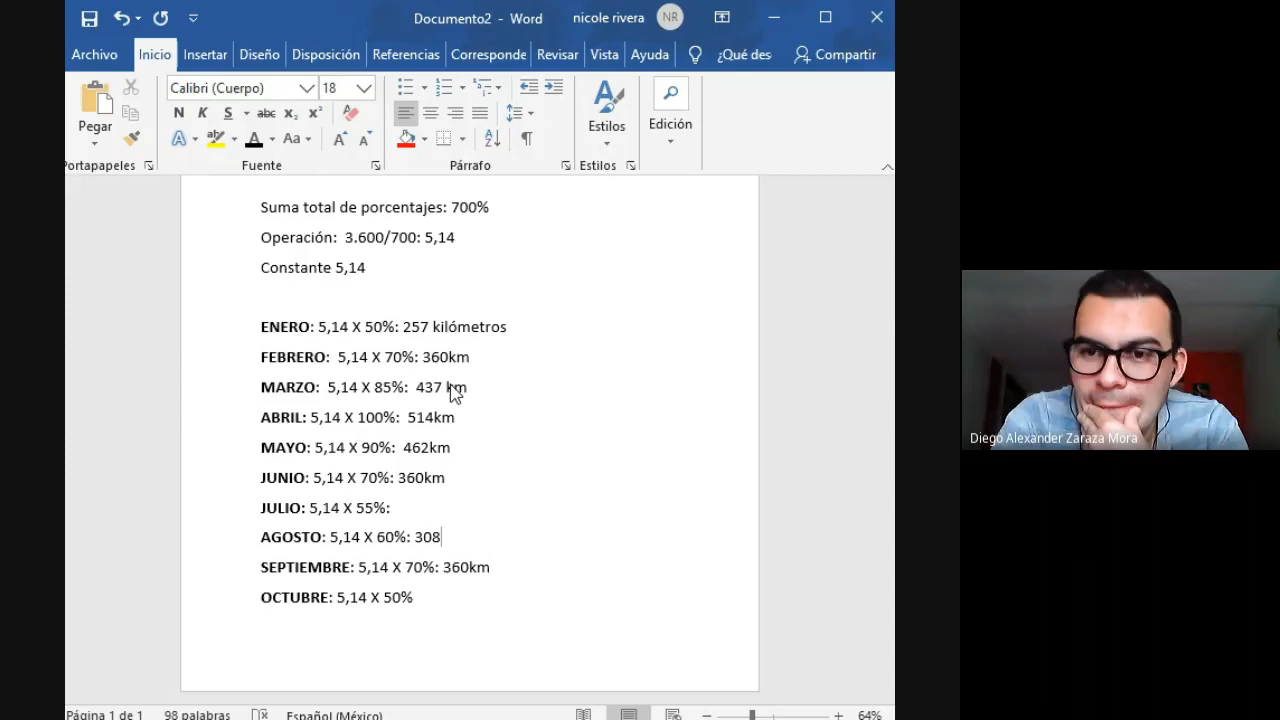 Documento2 - Word
nicole rivera
NR
Archivo
Inicio
Insertar
Diseño
Disposición
Referencias
Corresponde
Revisar
Vista
Ayuda
¿Qué des
Compartir
Pegar
Calibri (Cuerpo)
18
N K S abc x₂ x²
A A Aa A A
Estilos
Edición
Portapapeles
Fuente
Párrafo
Estilos
Suma total de porcentajes: 700%
Operación: 3.600/700: 5,14
Constante 5,14
ENERO: 5,14 X 50%: 257 kilómetros
FEBRERO: 5,14 X 70%: 360km
MARZO: 5,14 X 85%: 437 km
ABRIL: 5,14 X 100%: 514km
MAYO: 5,14 X 90%: 462km
JUNIO: 5,14 X 70%: 360km
JULIO: 5,14 X 55%:
AGOSTO: 5,14 X 60%: 308
SEPTIEMBRE: 5,14 X 70%: 360km
OCTUBRE: 5,14 X 50%
Diego Alexander Zaraza Mora
Página 1 de 1
98 palabras
Español (México)
64%